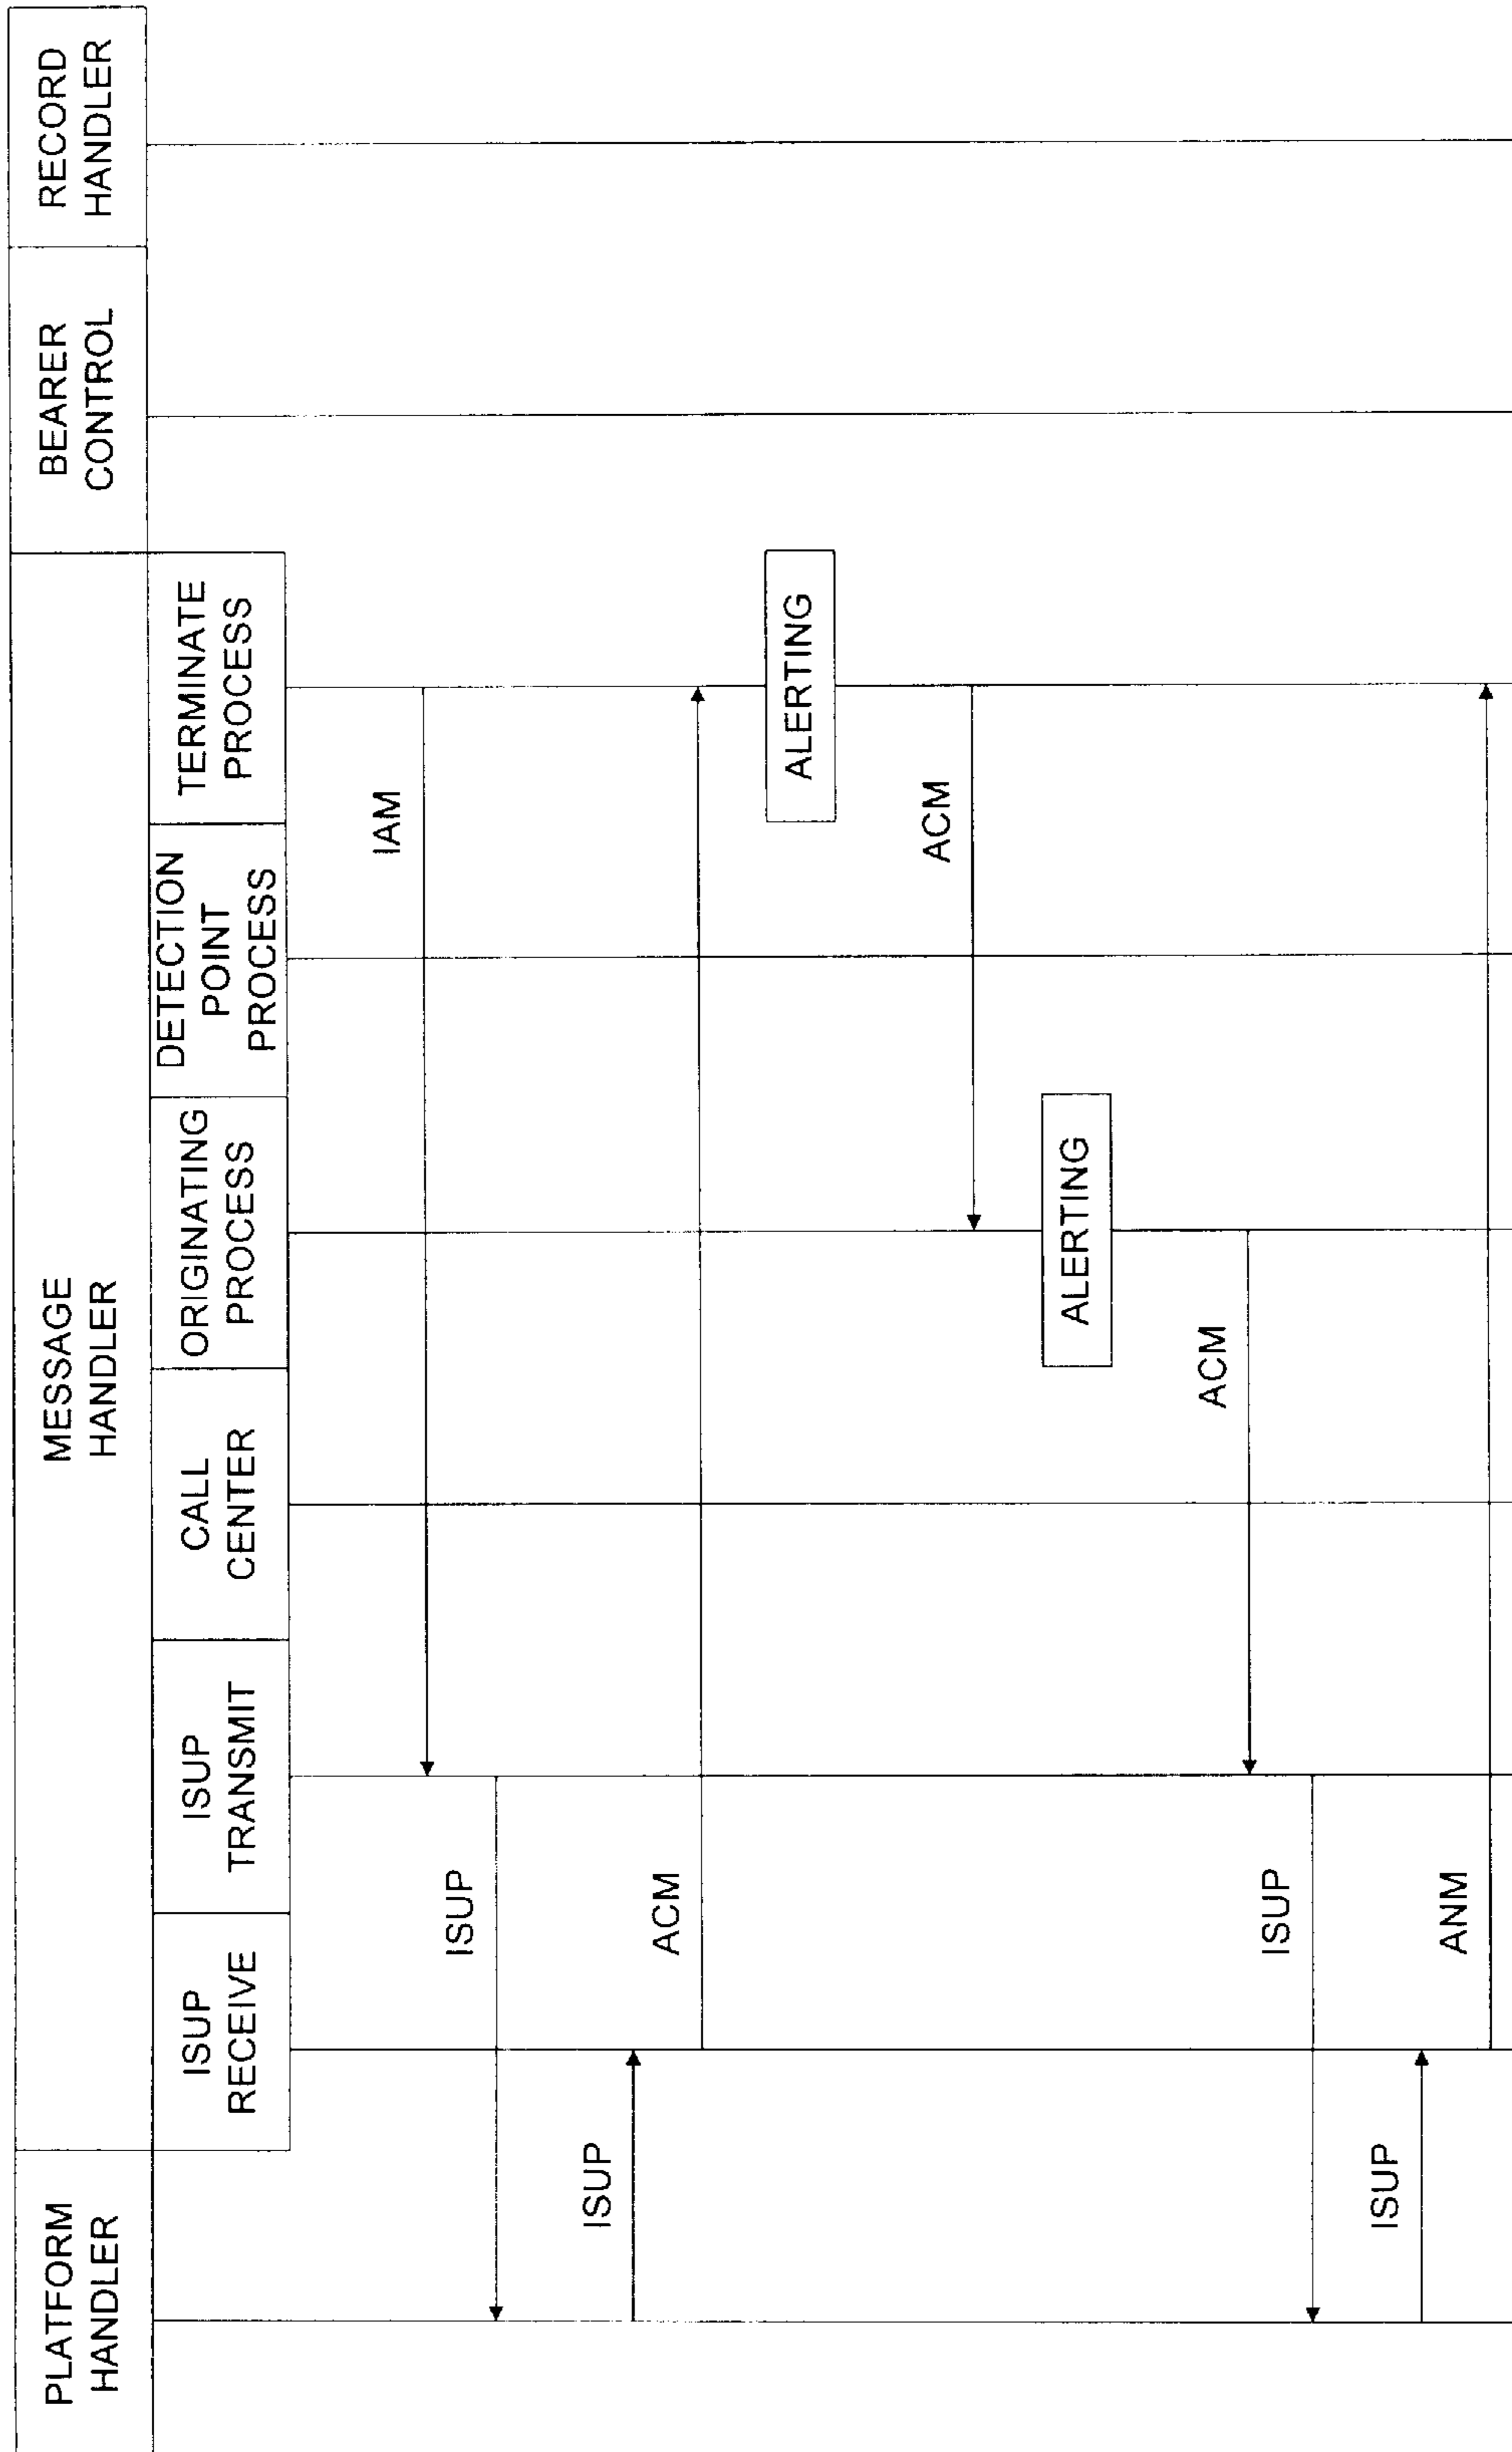 PLATFORM
HANDLER
MESSAGE
HANDLER
BEARER
CONTROL
RECORD
HANDLER
ISUP
RECEIVE
ISUP
TRANSMIT
CALL
CENTER
ORIGINATING
PROCESS
DETECTION
POINT
PROCESS
TERMINATE
PROCESS
IAM
ISUP
ISUP
ACM
ALERTING
ACM
ALERTING
ACM
ISUP
ISUP
ANM